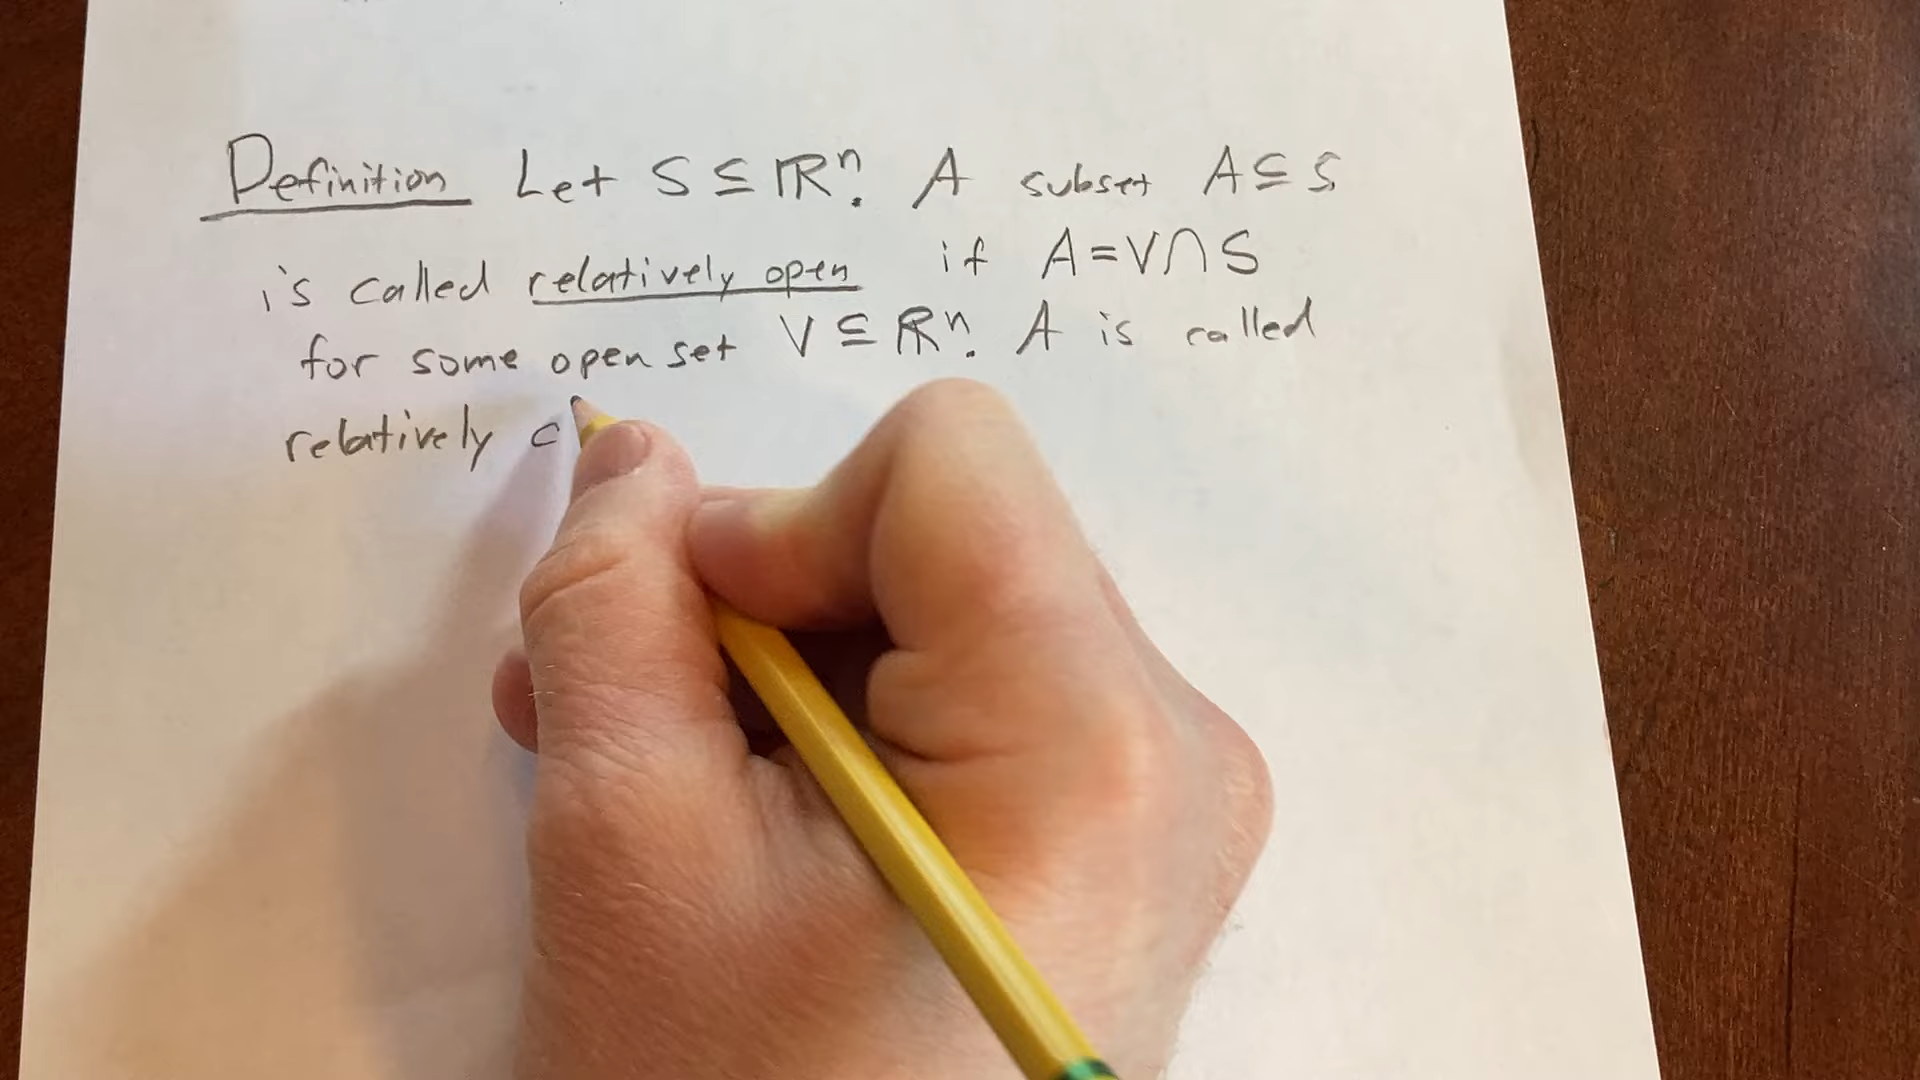 Definition Let S ⊆ ℝⁿ. A subset A ⊆ S
is called relatively open if A = V ∩ S
for some open set V ⊆ ℝⁿ. A is called
relatively c